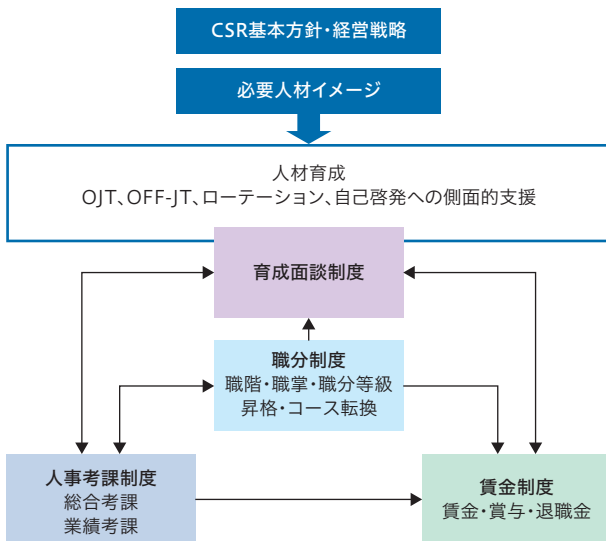 CSR基本方針・経営戦略
必要人材イメージ
人材育成
OJT、OFF-JT、ローテーション、自己啓発への側面的支援
育成面談制度
職分制度
職階・職掌・職分等級
昇格・コース転換
人事考課制度
総合考課
業績考課
賃金制度
賃金・賞与・退職金